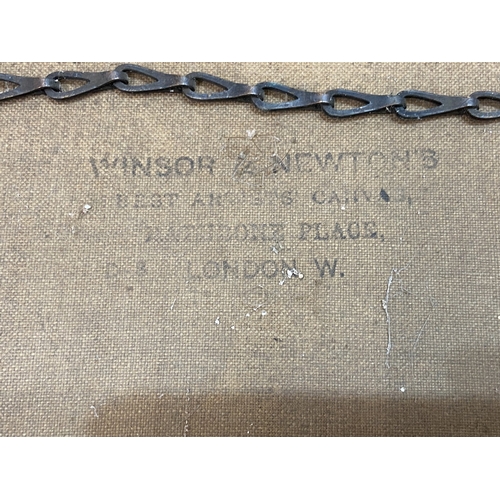 WINSOR & NEWTON'S
BEST ARTISTS CANVAS,
RATHBONE PLACE,
LONDON W.